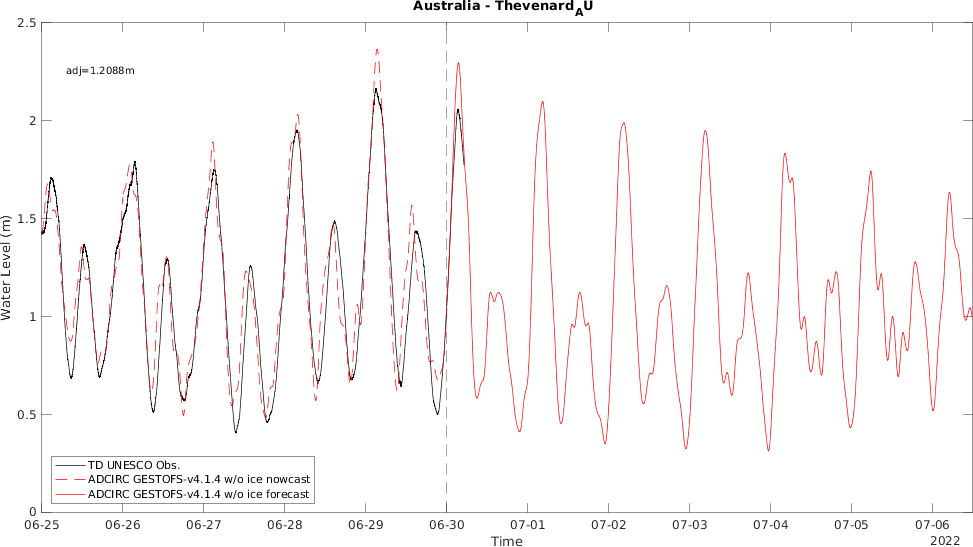 Australia - Thevenard_AU
2.5
adj=1.2088m
2
1.5
Water Level (m)
1
0.5
TD UNESCO Obs.
ADCIRC GESTOFS-v4.1.4 w/o ice nowcast
ADCIRC GESTOFS-v4.1.4 w/o ice forecast
0
06-25 06-26 06-27 06-28 06-29 06-30 07-01 07-02 07-03 07-04 07-05 07-06
Time
2022